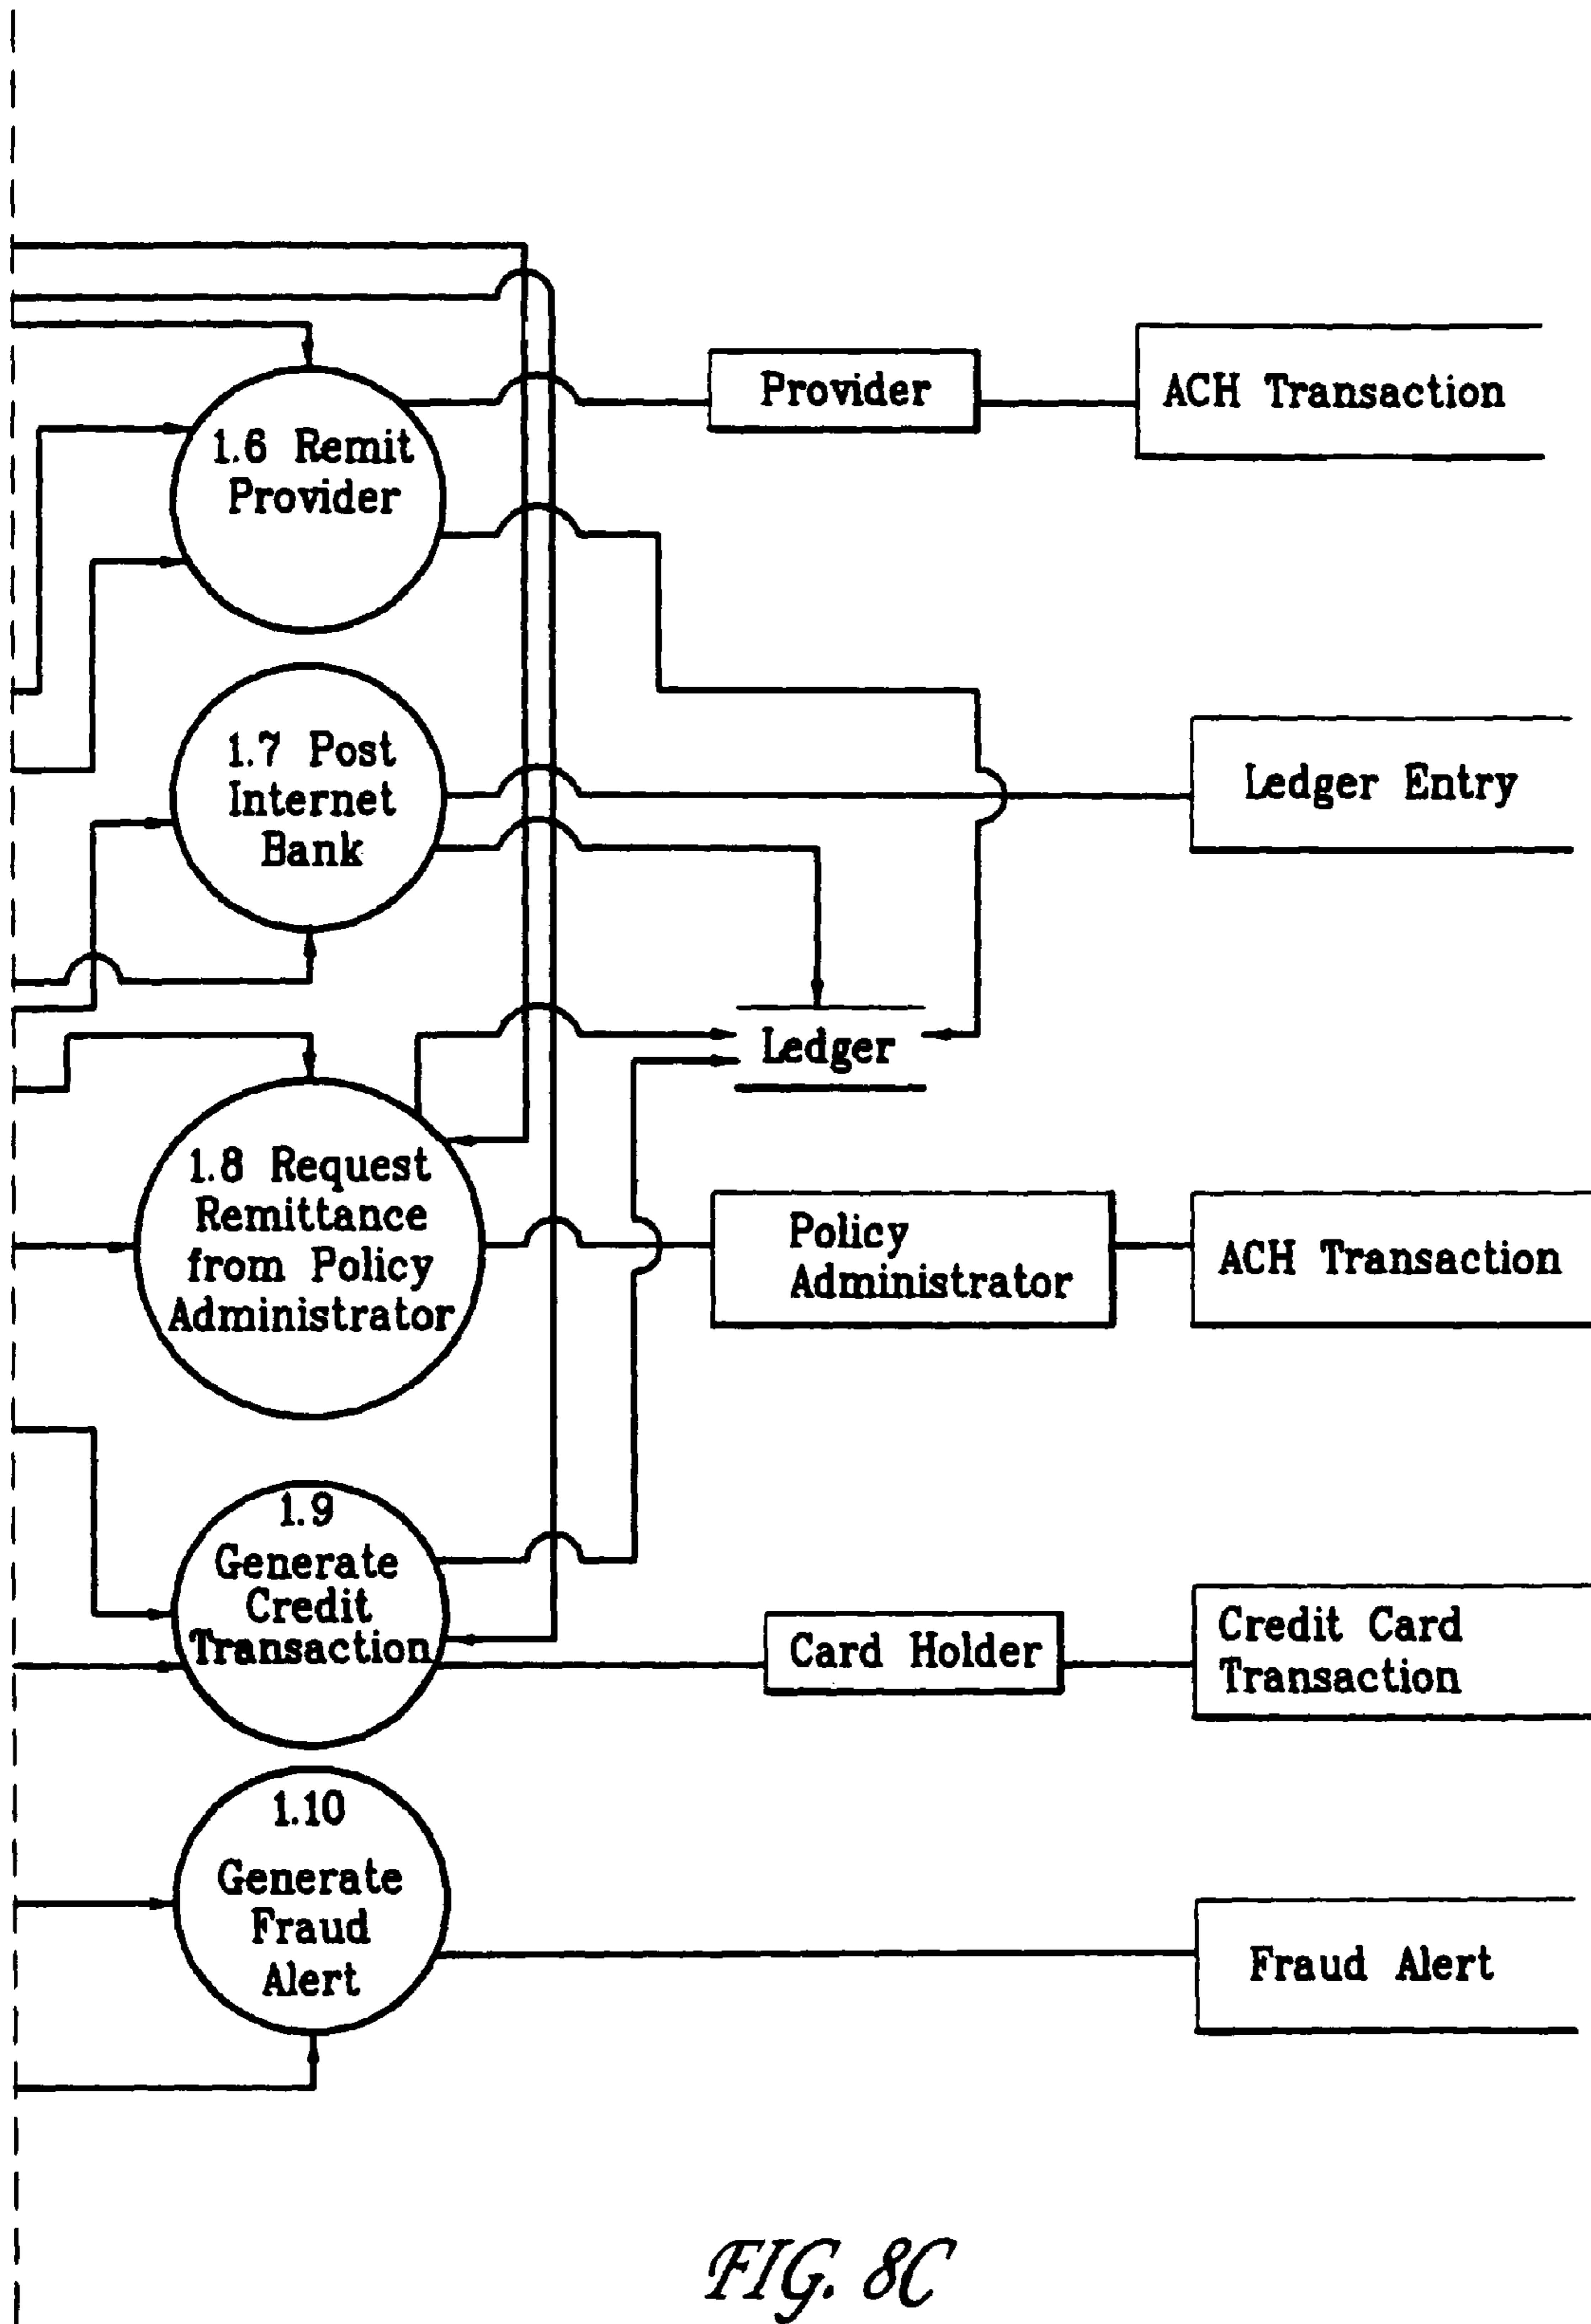 1.6 Remit
Provider
Provider
ACH Transaction
1.7 Post
Internet
Bank
Ledger Entry
Ledger
1.8 Request
Remittance
from Policy
Administrator
Policy
Administrator
ACH Transaction
1.9
Generate
Credit
Transaction
Card Holder
Credit Card
Transaction
1.10
Generate
Fraud
Alert
Fraud Alert
FIG. 8C